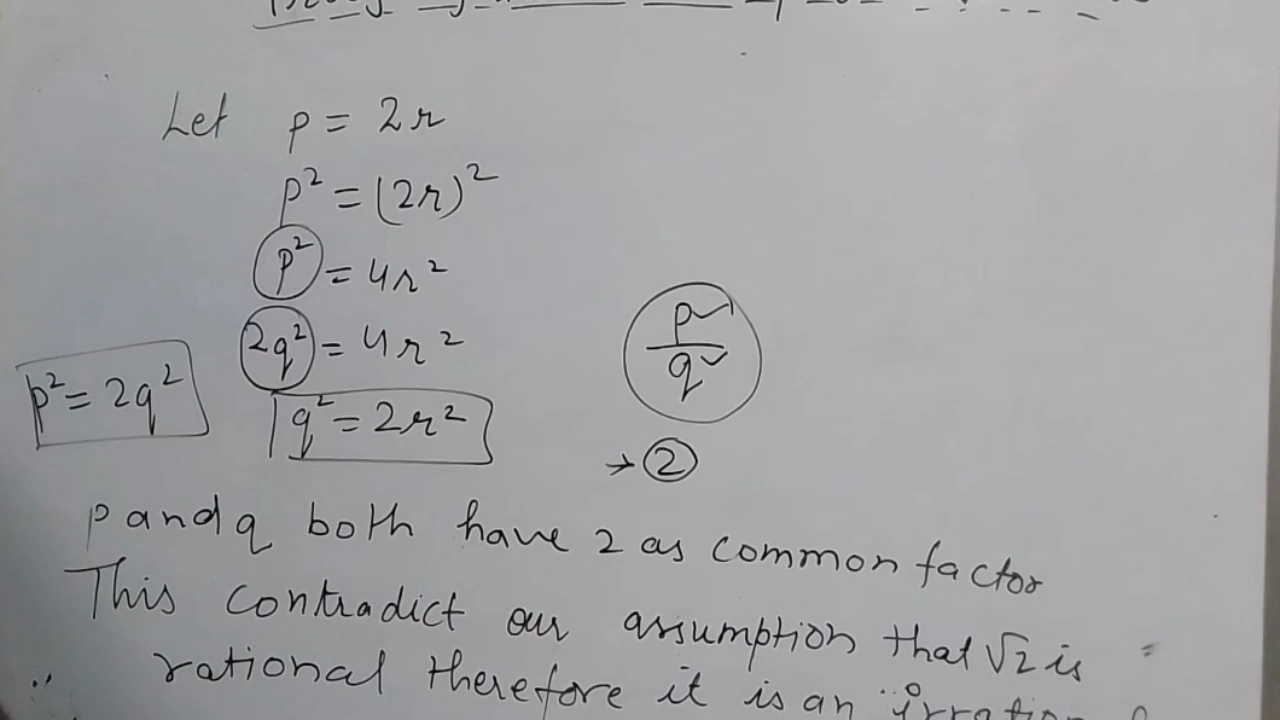 Let p = 2r
p² = (2r)²
p² = 4r²
2q² = 4r²
p² = 2q²
q² = 2r²
p
q
→ 2
p and q both have 2 as common factor
This contradict our assumption that √2 is
∴ rational therefore it is an